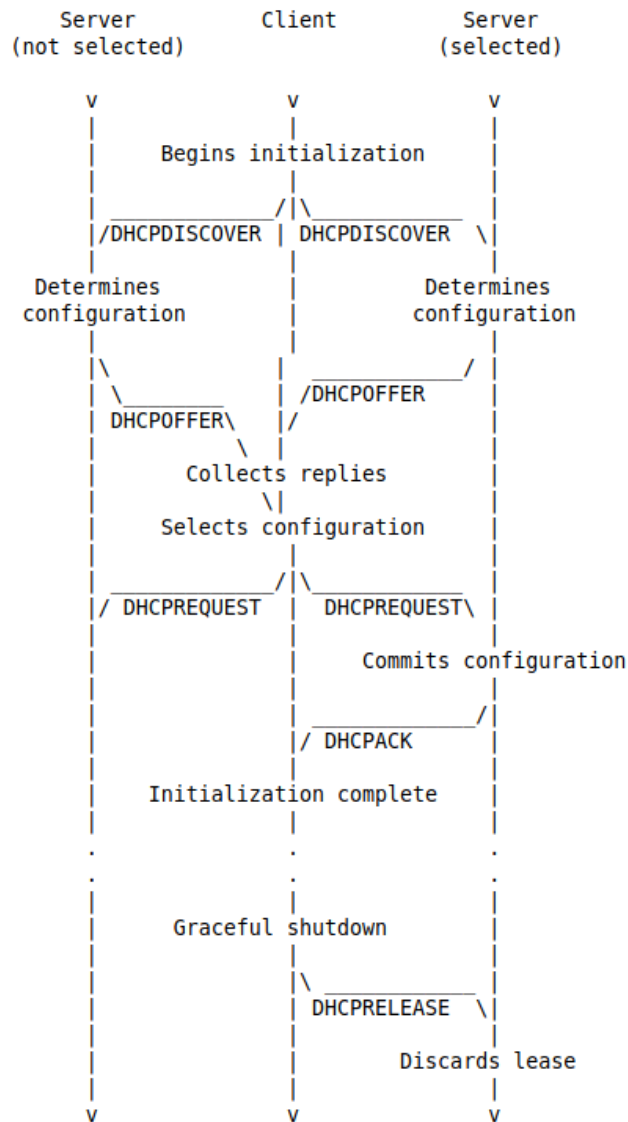 Server Client Server
(not selected) (selected)
v v v
Begins initialization
DHCPDISCOVER DHCPDISCOVER
Determines Determines
configuration configuration
DHCPOFFER
DHCPOFFER
Collects replies
Selects configuration
DHCPREQUEST DHCPREQUEST
Commits configuration
DHCPACK
Initialization complete
. . .
. . .
Graceful shutdown
DHCPRELEASE
Discards lease
v v v